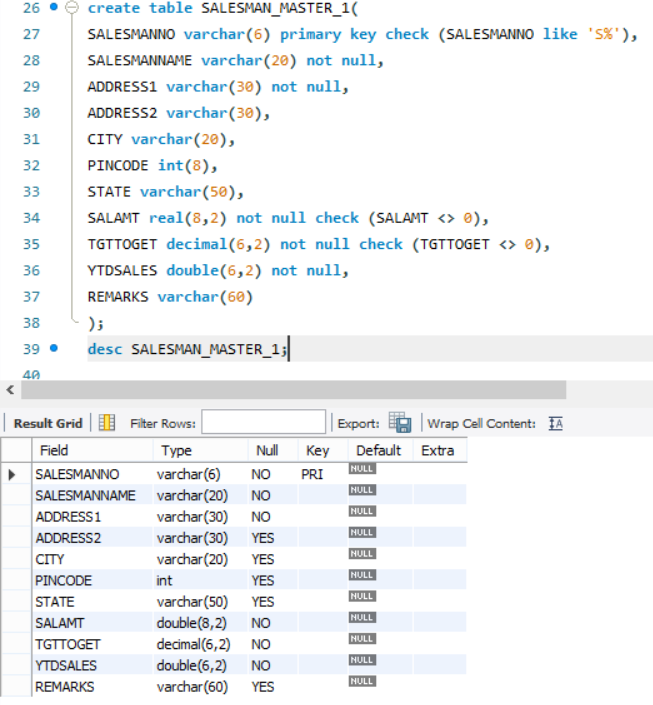 26 create table SALESMAN_MASTER_1(
27 SALESMANNO varchar(6) primary key check (SALESMANNO like 'S%'),
28 SALESMANNAME varchar(20) not null,
29 ADDRESS1 varchar(30) not null,
30 ADDRESS2 varchar(30),
31 CITY varchar(20),
32 PINCODE int(8),
33 STATE varchar(50),
34 SALAMT real(8,2) not null check (SALAMT <> 0),
35 TGTTOGET decimal(6,2) not null check (TGTTOGET <> 0),
36 YTDSALES double(6,2) not null,
37 REMARKS varchar(60)
38 );
39 desc SALESMAN_MASTER_1;
40
Result Grid Filter Rows: Export: Wrap Cell Content: IA
Field Type Null Key Default Extra
SALESMANNO varchar(6) NO PRI NULL
SALESMANNAME varchar(20) NO NULL
ADDRESS1 varchar(30) NO NULL
ADDRESS2 varchar(30) YES NULL
CITY varchar(20) YES NULL
PINCODE int YES NULL
STATE varchar(50) YES NULL
SALAMT double(8,2) NO NULL
TGTTOGET decimal(6,2) NO NULL
YTDSALES double(6,2) NO NULL
REMARKS varchar(60) YES NULL